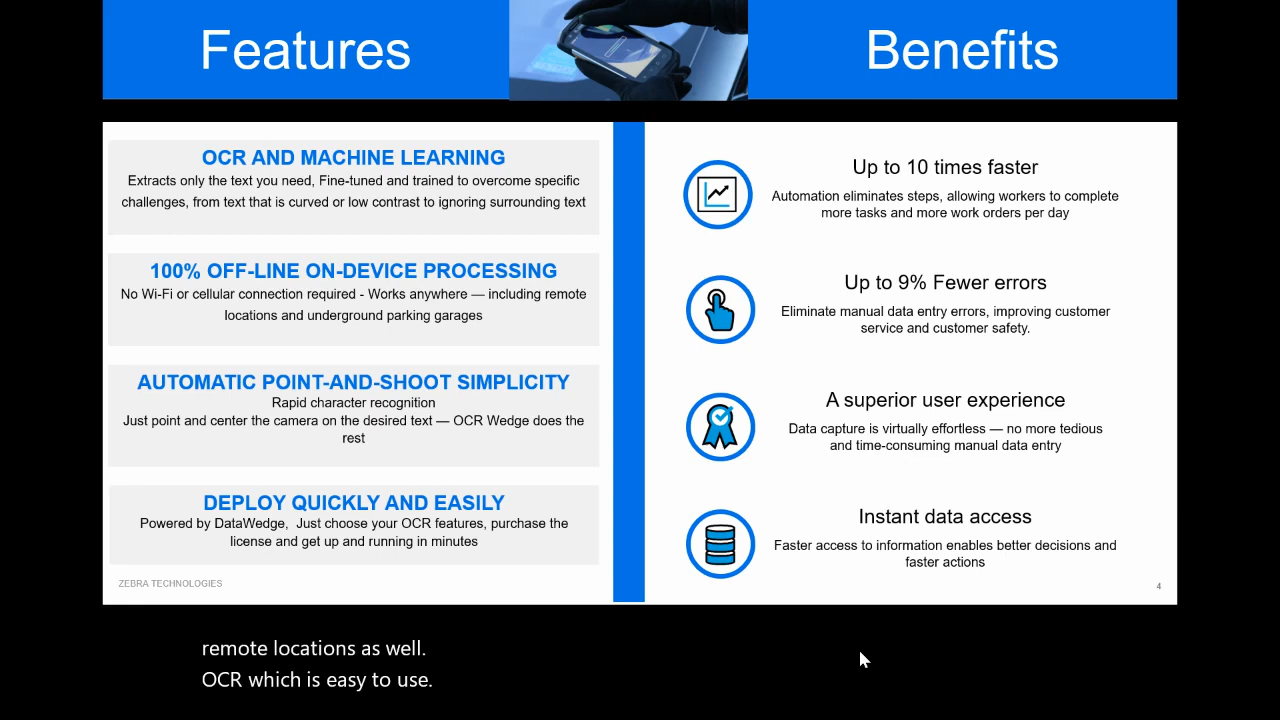 Features
Benefits
OCR AND MACHINE LEARNING
Extracts only the text you need, Fine-tuned and trained to overcome specific
challenges, from text that is curved or low contrast to ignoring surrounding text
100% OFF-LINE ON-DEVICE PROCESSING
No Wi-Fi or cellular connection required - Works anywhere — including remote
locations and underground parking garages
AUTOMATIC POINT-AND-SHOOT SIMPLICITY
Rapid character recognition
Just point and center the camera on the desired text — OCR Wedge does the
rest
DEPLOY QUICKLY AND EASILY
Powered by DataWedge,  Just choose your OCR features, purchase the
license and get up and running in minutes
ZEBRA TECHNOLOGIES
Up to 10 times faster
Automation eliminates steps, allowing workers to complete
more tasks and more work orders per day
Up to 9% Fewer errors
Eliminate manual data entry errors, improving customer
service and customer safety.
A superior user experience
Data capture is virtually effortless — no more tedious
and time-consuming manual data entry
Instant data access
Faster access to information enables better decisions and
faster actions
4
remote locations as well.
OCR which is easy to use.